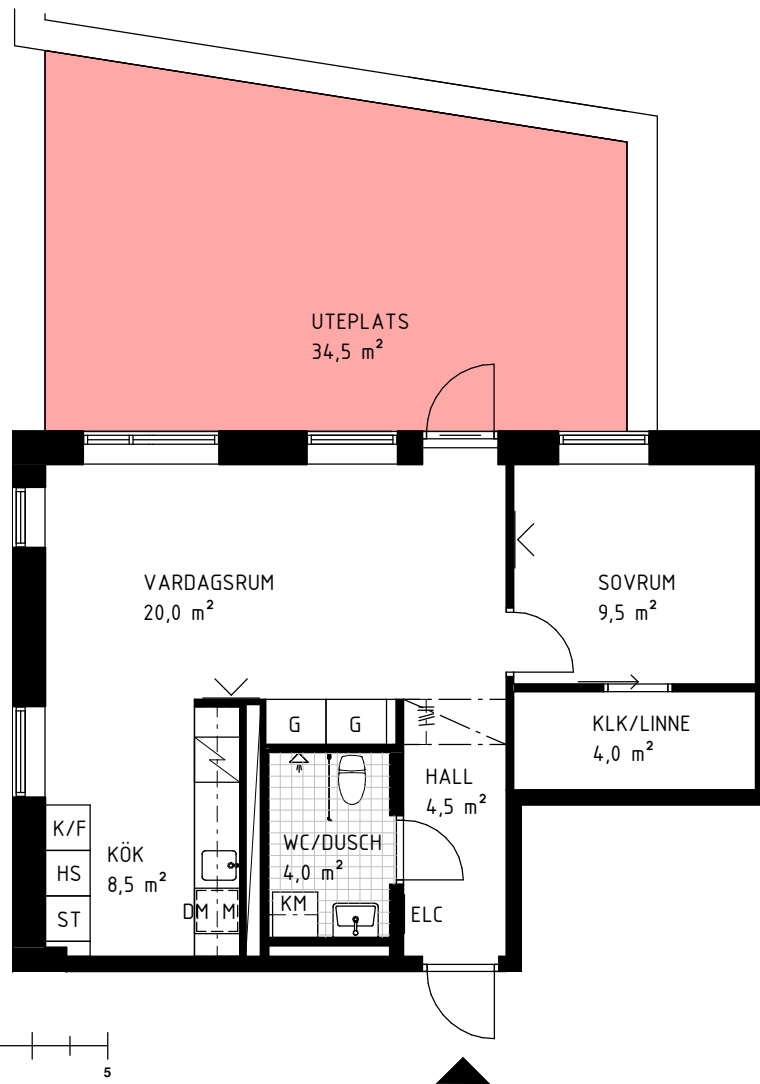 UTEPLATS
34,5 m²
VARDAGSRUM
20,0 m²
SOVRUM
9,5 m²
G G
KLK/LINNE
4,0 m²
HALL
4,5 m²
K/F
HS
ST
KÖK
8,5 m²
WC/DUSCH
4,0 m²
KM
DM MI
ELC
5